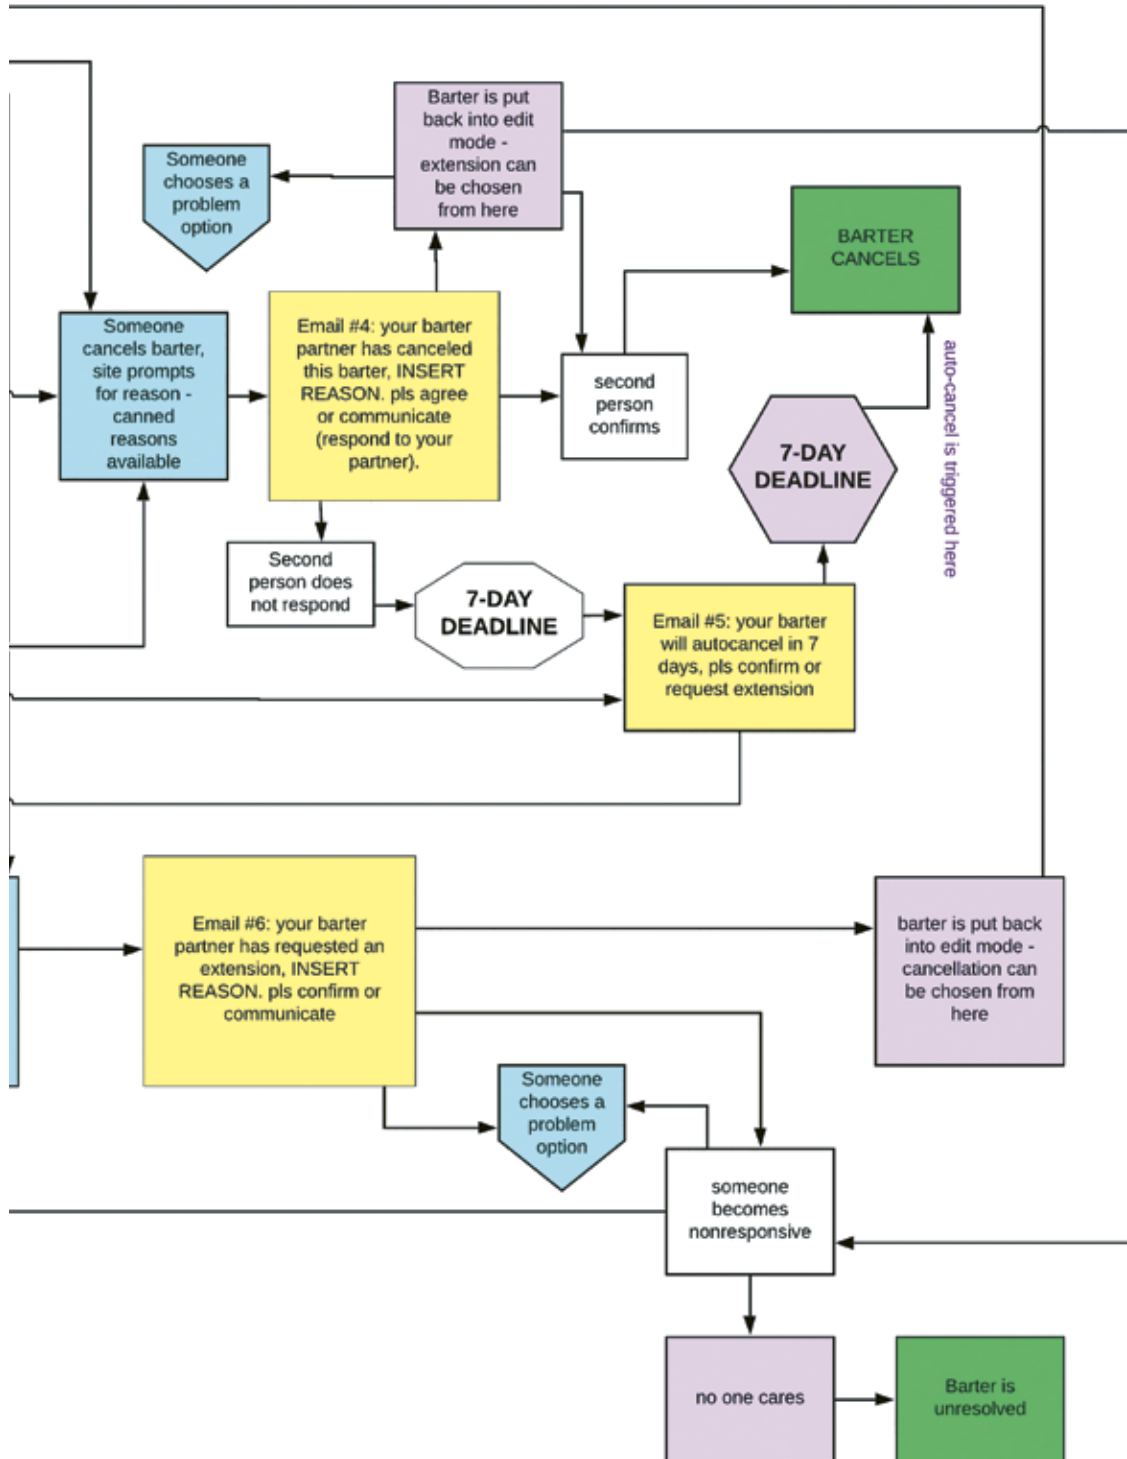 Barter is put
back into edit
mode -
extension can
be chosen
from here
Someone
chooses a
problem
option
BARTER
CANCELS
Someone
cancels barter,
site prompts
for reason -
canned
reasons
available
Email #4: your barter
partner has canceled
this barter, INSERT
REASON. pls agree
or communicate
(respond to your
partner).
second
person
confirms
auto-cancel is triggered here
7-DAY
DEADLINE
Second
person does
not respond
7-DAY
DEADLINE
Email #5: your barter
will autocancel in 7
days, pls confirm or
request extension
Email #6: your barter
partner has requested an
extension, INSERT
REASON. pls confirm or
communicate
barter is put back
into edit mode -
cancellation can
be chosen from
here
Someone
chooses a
problem
option
someone
becomes
nonresponsive
no one cares
Barter is
unresolved